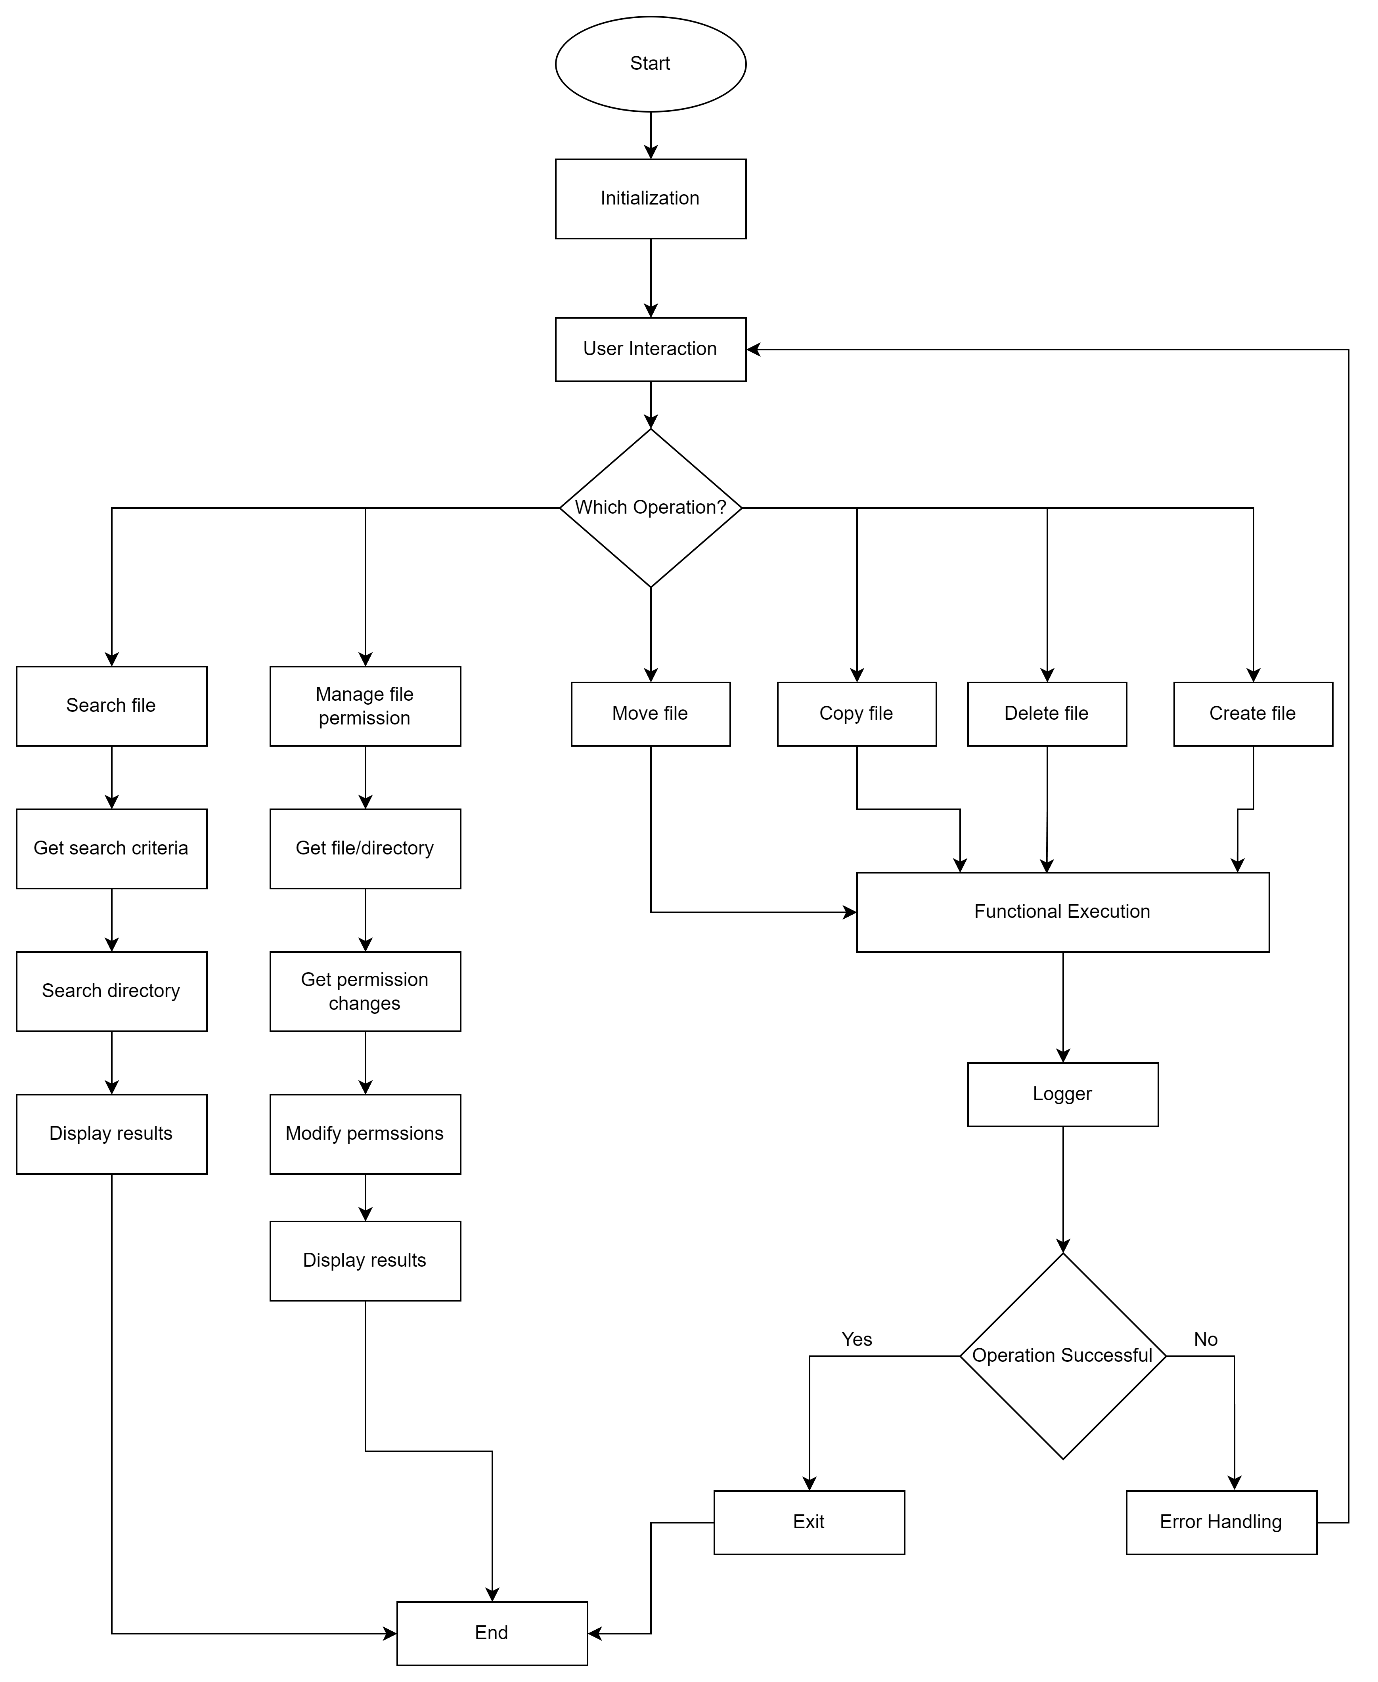 Start
Initialization
User Interaction
Which Operation?
Search file
Manage file
permission
Move file
Copy file
Delete file
Create file
Get search criteria
Get file/directory
Functional Execution
Search directory
Get permission
changes
Logger
Display results
Modify permssions
Display results
Yes
No
Operation Successful
Exit
Error Handling
End